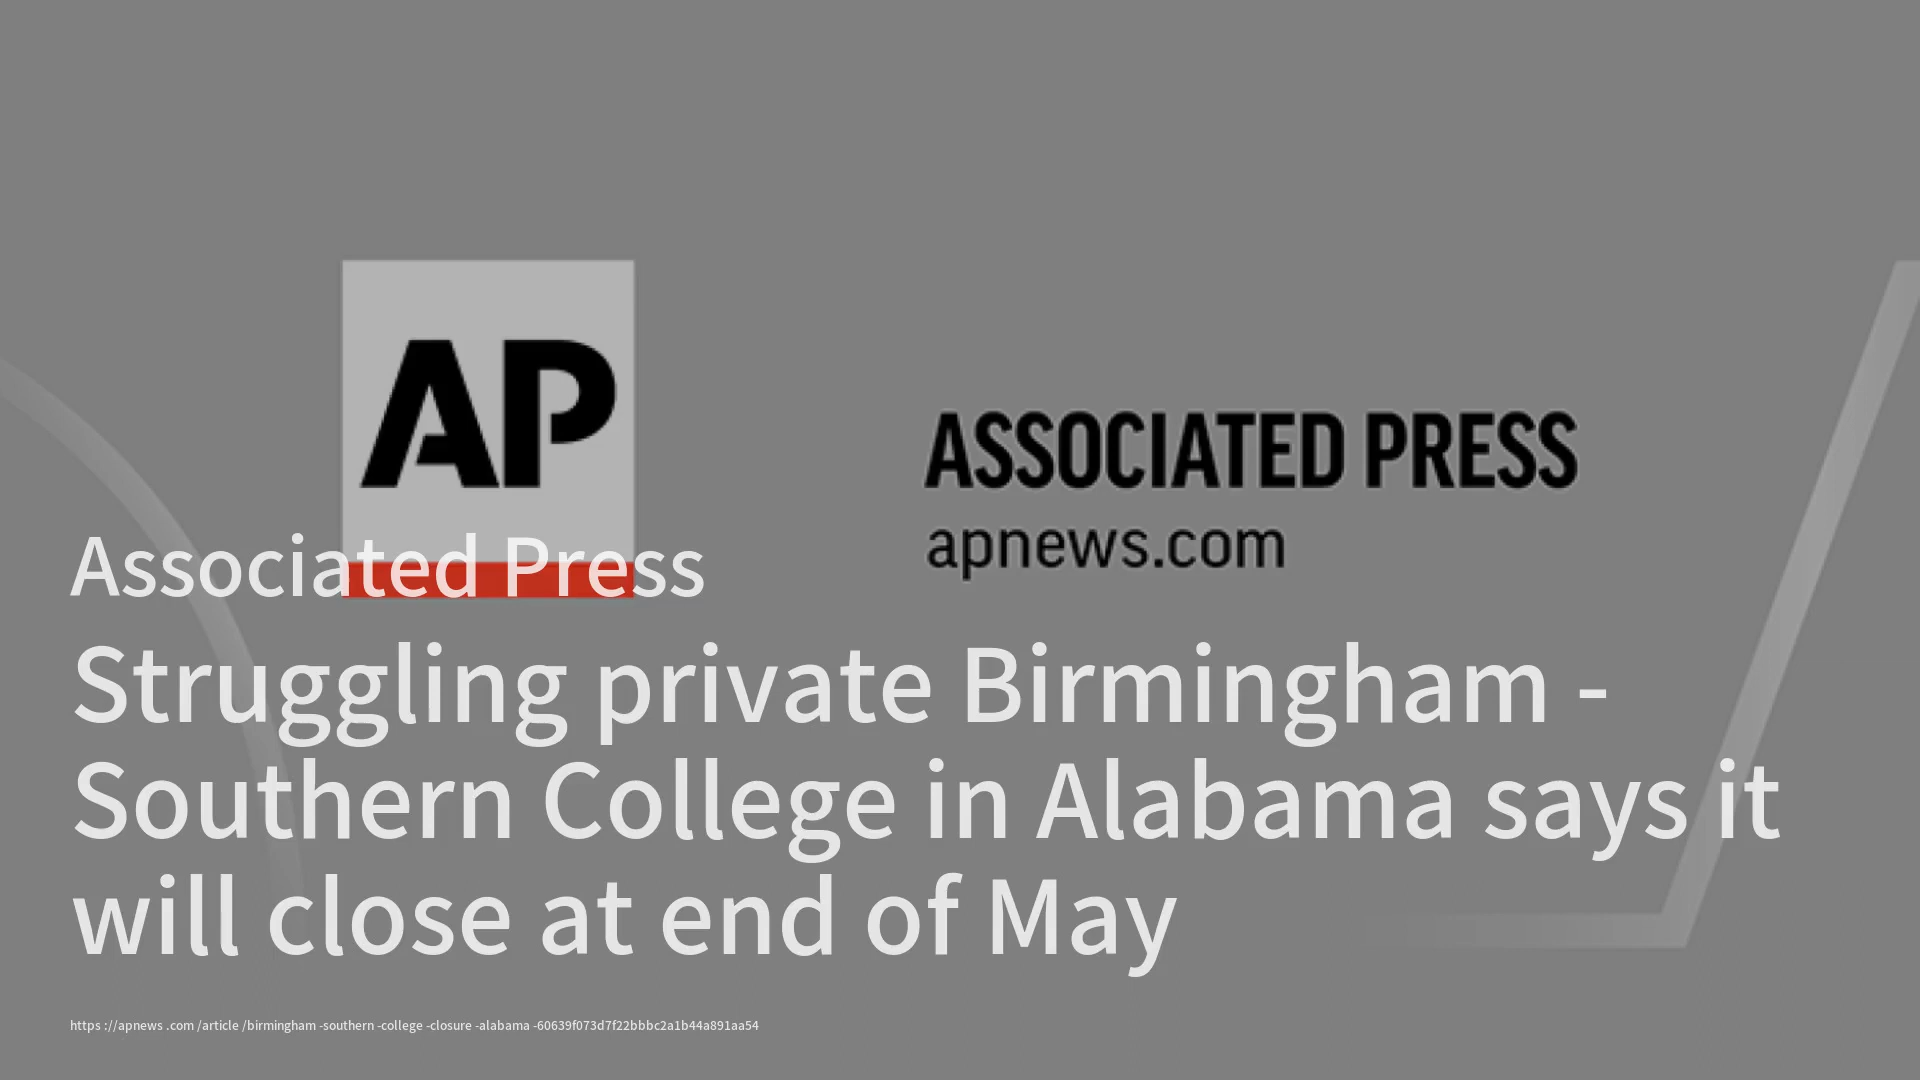 AP
ASSOCIATED PRESS
apnews.com
Associated Press
Struggling private Birmingham -
Southern College in Alabama says it
will close at end of May
https ://apnews .com /article /birmingham -southern -college -closure -alabama -60639f073d7f22bbbc2a1b44a891aa54